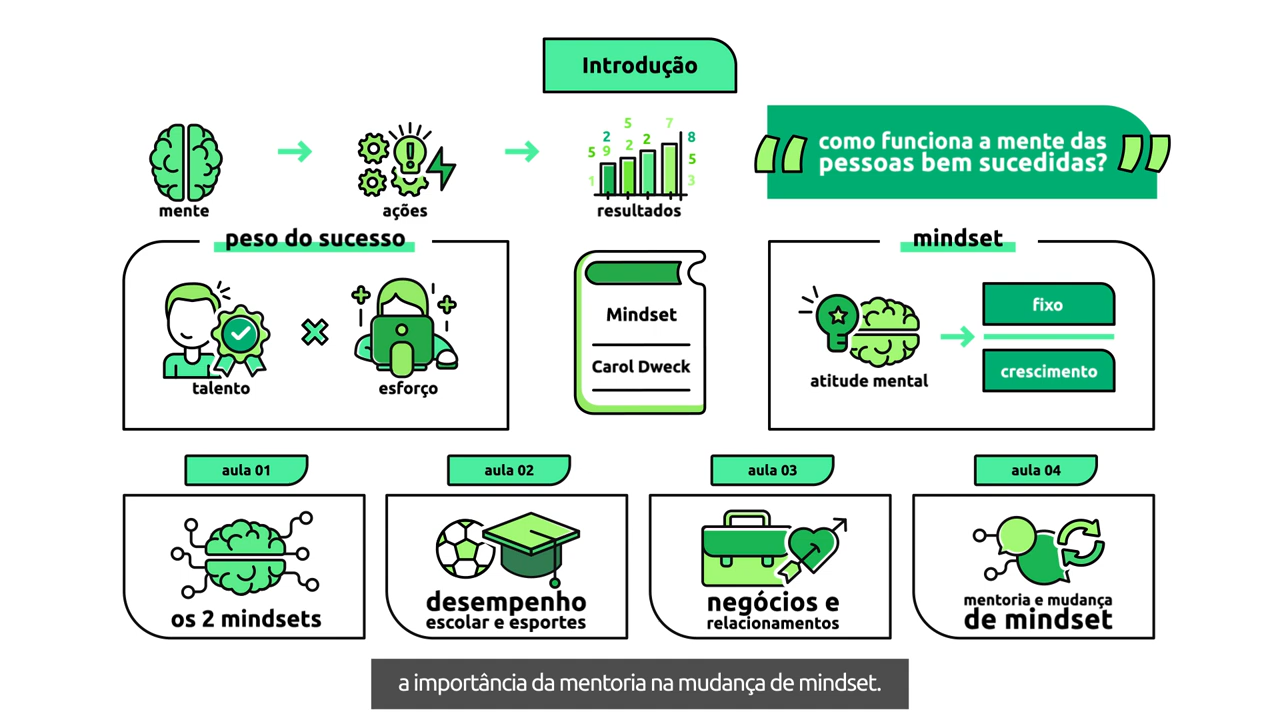 Introdução
5 2 9 5 2 2 7 8 5 3 1
mente
ações
resultados
como funciona a mente das
pessoas bem sucedidas?
peso do sucesso
talento
esforço
Mindset
Carol Dweck
mindset
atitude mental
fixo
crescimento
aula 01
os 2 mindsets
aula 02
desempenho
escolar e esportes
aula 03
negócios e
relacionamentos
aula 04
mentoria e mudança
de mindset
a importância da mentoria na mudança de mindset.